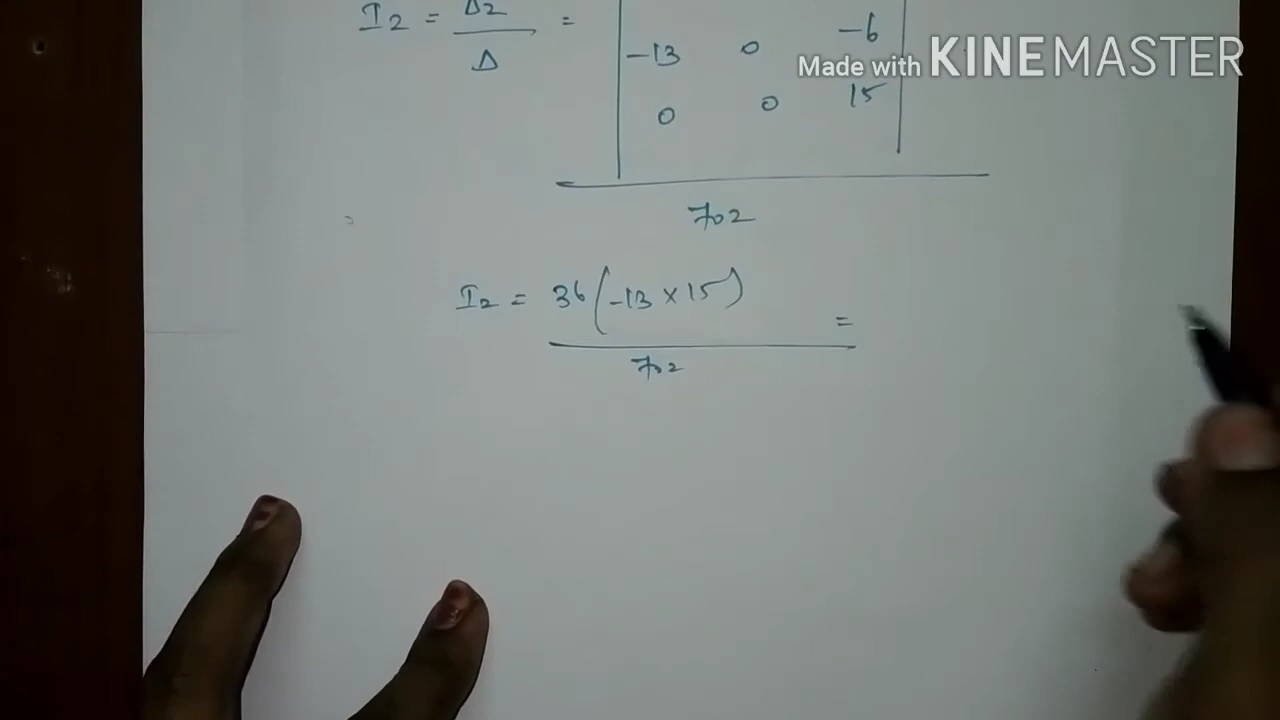 I2 = Δ2 / Δ =
-13 0 -6
Made with KINEMASTER
0 0 15
702
I2 = 36(-13 × 15)
=
702